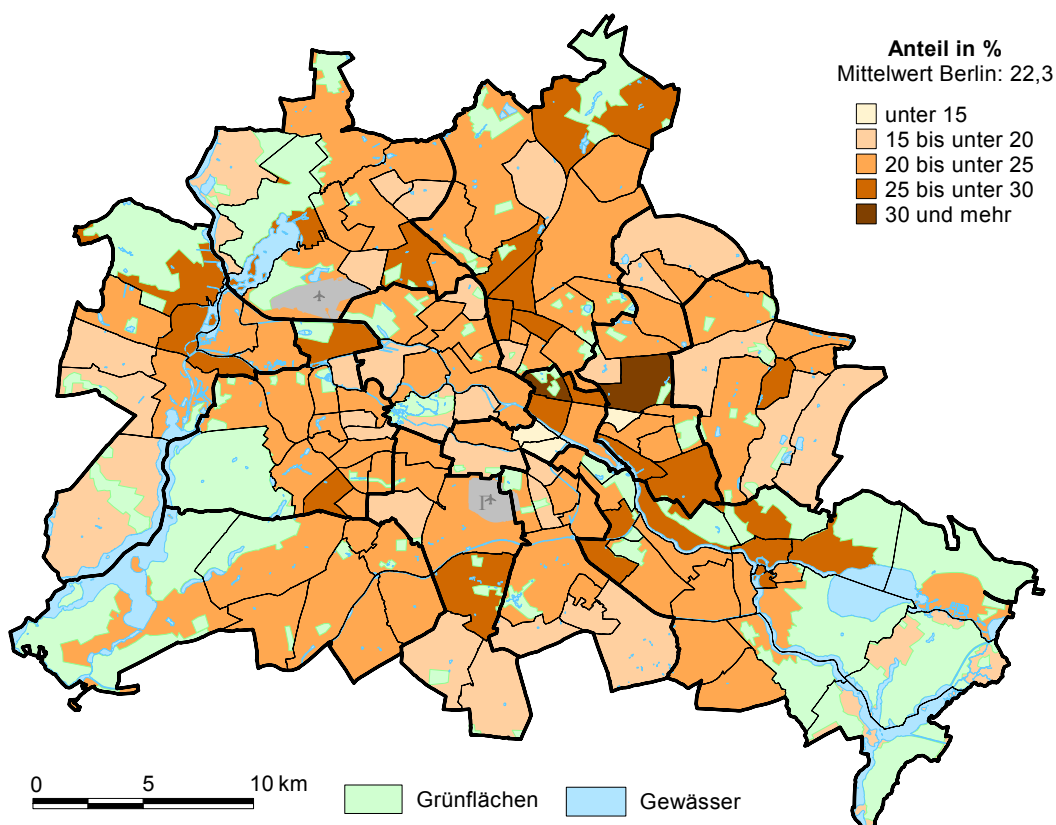 Anteil in %
Mittelwert Berlin: 22,3
unter 15
15 bis unter 20
20 bis unter 25
25 bis unter 30
30 und mehr
0 5 10 km
Grünflächen
Gewässer